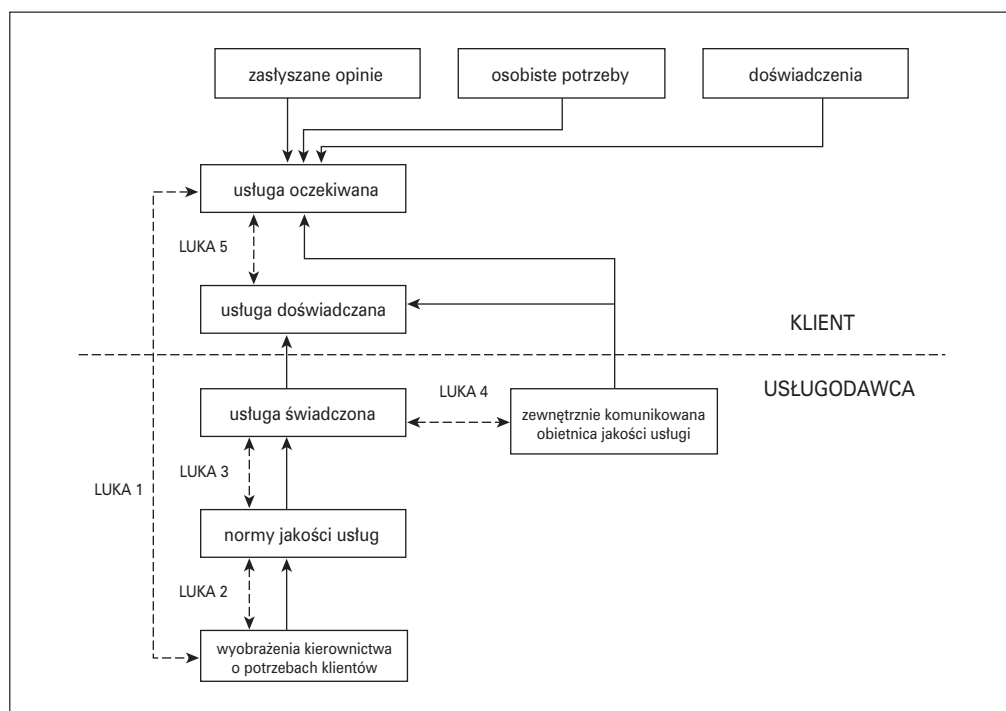 zasłyszane opinie
osobiste potrzeby
doświadczenia
usługa oczekiwana
LUKA 5
usługa doświadczana
KLIENT
USŁUGODAWCA
usługa świadczona
LUKA 4
zewnętrznie komunikowana
obietnica jakości usługi
LUKA 3
LUKA 1
normy jakości usług
LUKA 2
wyobrażenia kierownictwa
o potrzebach klientów